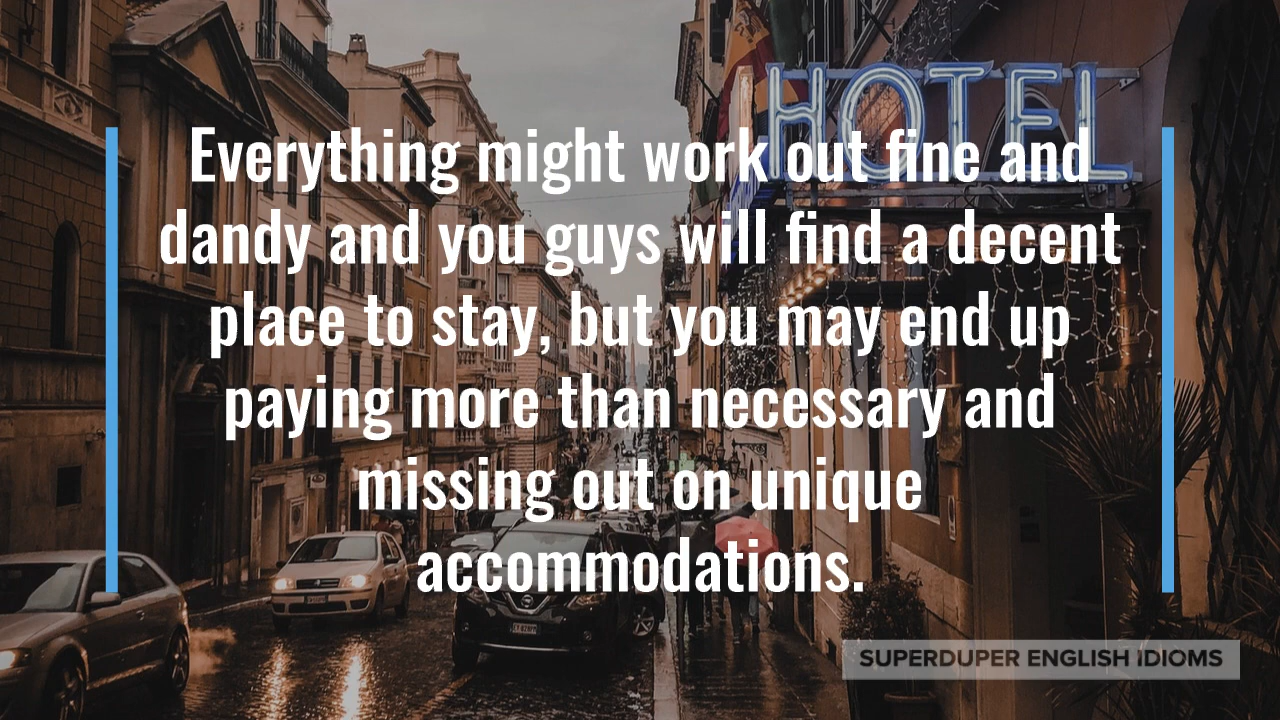 HOTEL
Everything might work out fine and
dandy and you guys will find a decent
place to stay, but you may end up
paying more than necessary and
missing out on unique
accommodations.
SUPERDUPER ENGLISH IDIOMS